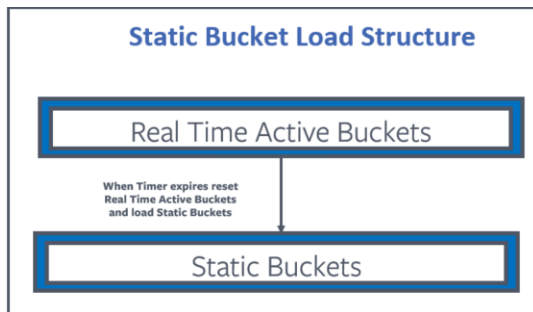 Static Bucket Load Structure
Real Time Active Buckets
When Timer expires reset
Real Time Active Buckets
and load Static Buckets
Static Buckets